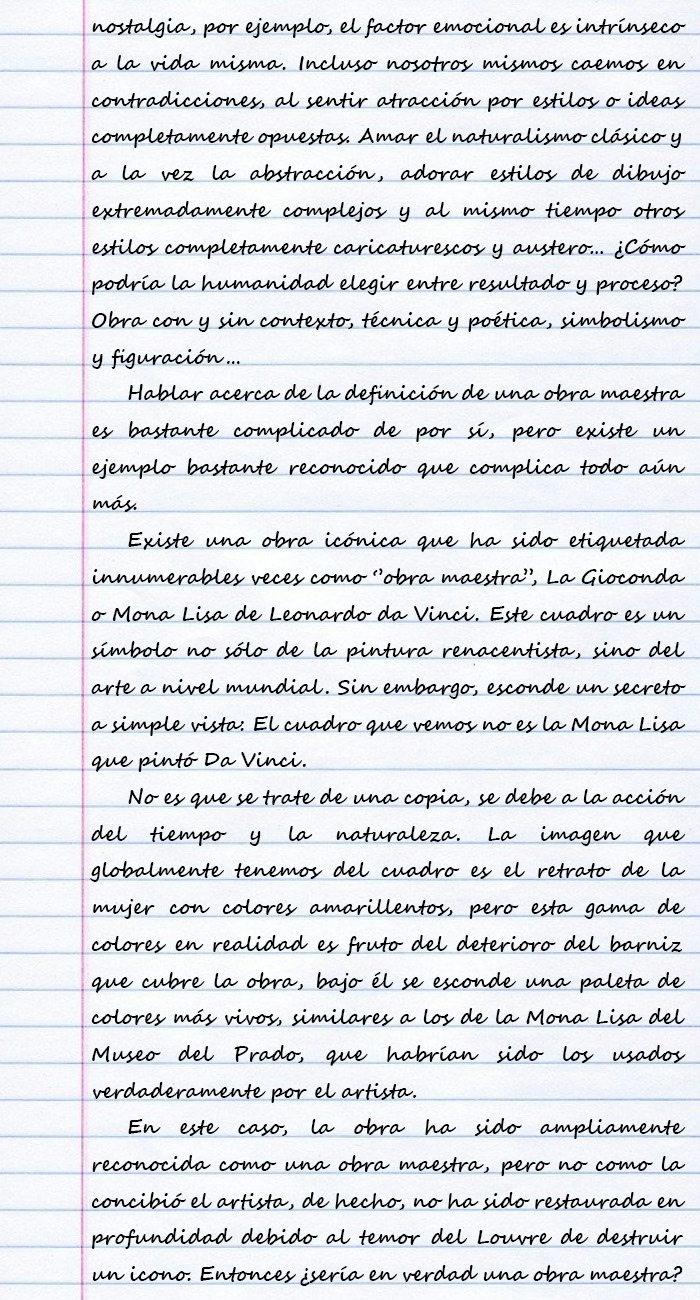 nostalgia, por ejemplo, el factor emocional es intrínseco
a la vida misma. Incluso nosotros mismos caemos en
contradicciones, al sentir atracción por estilos o ideas
completamente opuestas. Amar el naturalismo clásico y
a la vez la abstracción, adorar estilos de dibujo
extremadamente complejos y al mismo tiempo otros
estilos completamente caricaturescos y austero... ¿Cómo
podría la humanidad elegir entre resultado y proceso?
Obra con y sin contexto, técnica y poética, simbolismo
y figuración...
Hablar acerca de la definición de una obra maestra
es bastante complicado de por sí, pero existe un
ejemplo bastante reconocido que complica todo aún
más.
Existe una obra icónica que ha sido etiquetada
innumerables veces como “obra maestra”, La Gioconda
o Mona Lisa de Leonardo da Vinci. Este cuadro es un
símbolo no sólo de la pintura renacentista, sino del
arte a nivel mundial. Sin embargo, esconde un secreto
a simple vista: El cuadro que vemos no es la Mona Lisa
que pintó Da Vinci.
No es que se trate de una copia, se debe a la acción
del tiempo y la naturaleza. La imagen que
globalmente tenemos del cuadro es el retrato de la
mujer con colores amarillentos, pero esta gama de
colores en realidad es fruto del deterioro del barniz
que cubre la obra, bajo él se esconde una paleta de
colores más vivos, similares a los de la Mona Lisa del
Museo del Prado, que habrían sido los usados
verdaderamente por el artista.
En este caso, la obra ha sido ampliamente
reconocida como una obra maestra, pero no como la
concibió el artista, de hecho, no ha sido restaurada en
profundidad debido al temor del Louvre de destruir
un icono. Entonces ¿sería en verdad una obra maestra?